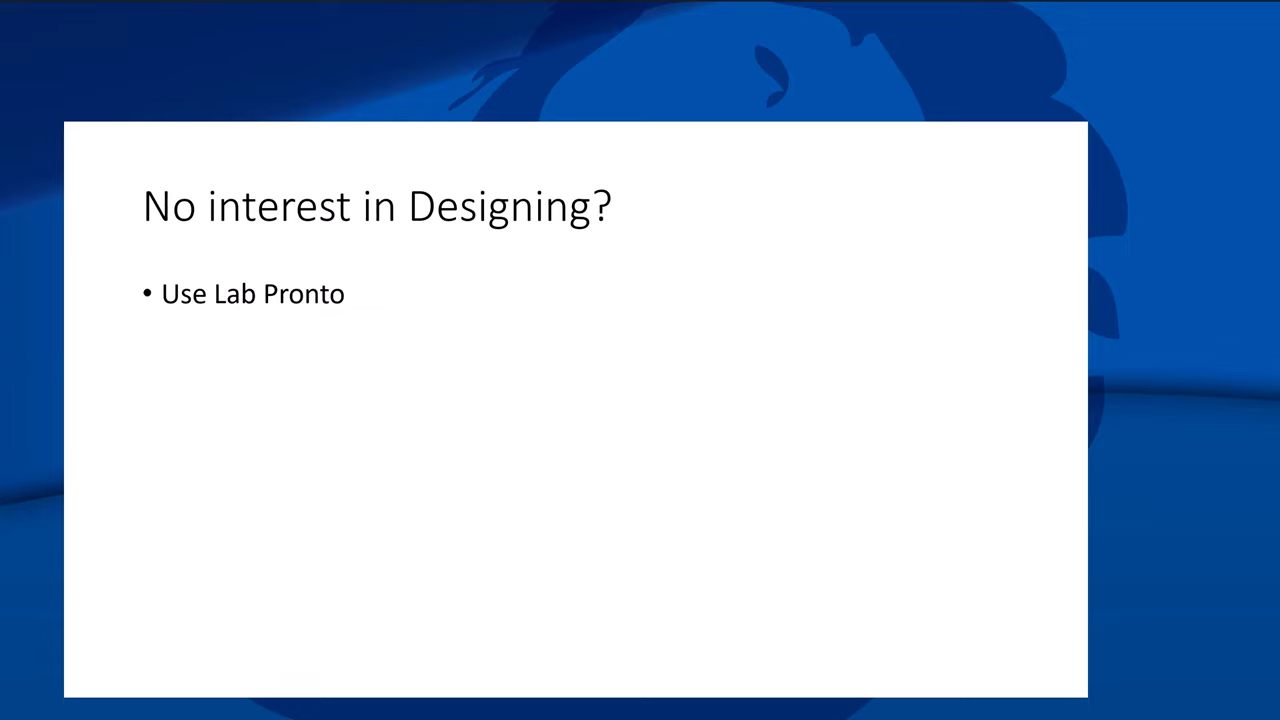 No interest in Designing?
• Use Lab Pronto